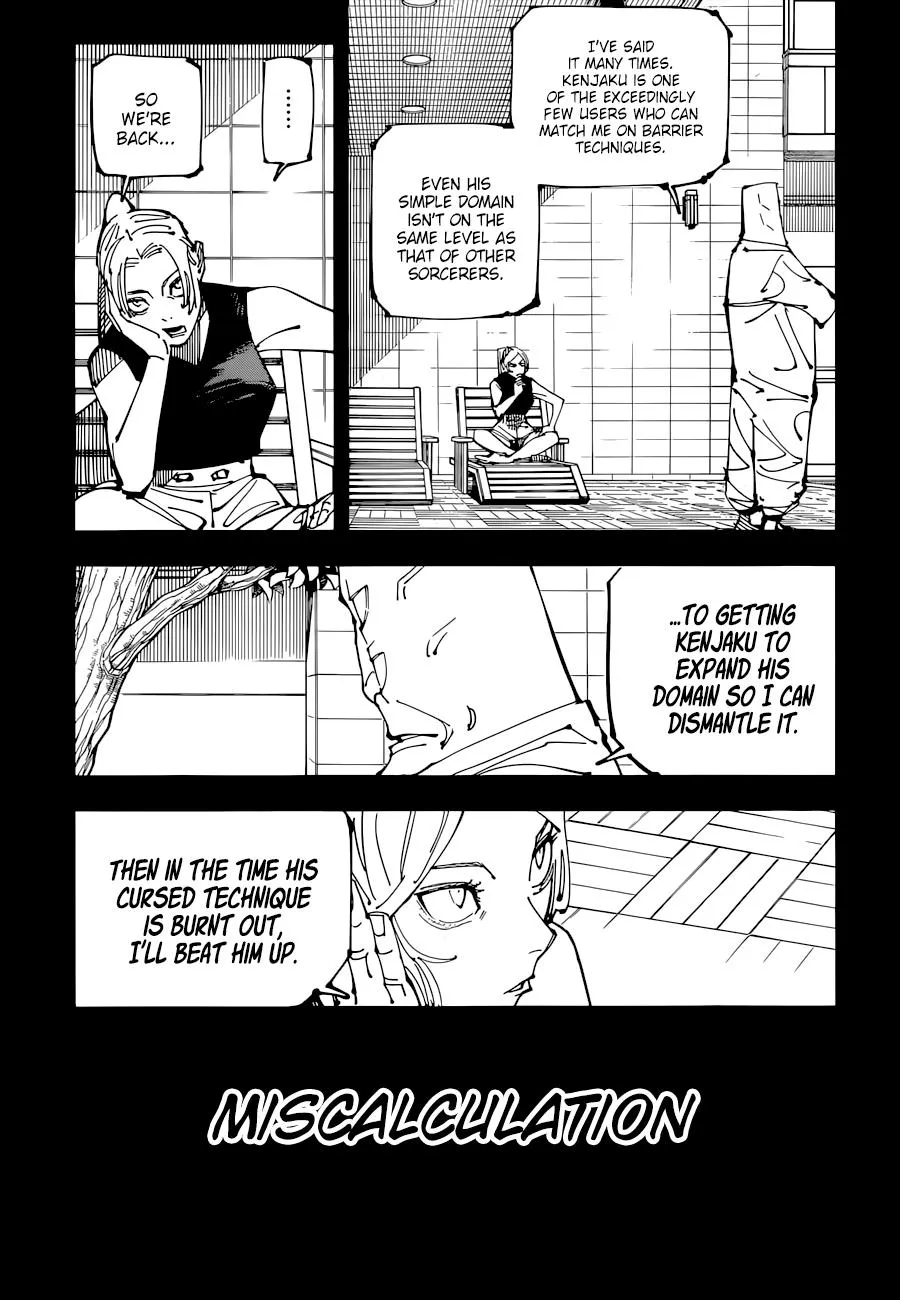 I'VE SAID
IT MANY TIMES.
KENJAKU IS ONE
OF THE EXCEEDINGLY
FEW USERS WHO CAN
MATCH ME ON BARRIER
TECHNIQUES.
EVEN HIS
SIMPLE DOMAIN
ISN'T ON THE
SAME LEVEL AS
THAT OF OTHER
SORCERERS.
......
SO
WE'RE
BACK...
...TO GETTING
KENJAKU TO
EXPAND HIS
DOMAIN SO I CAN
DISMANTLE IT.
THEN IN THE TIME HIS
CURSED TECHNIQUE
IS BURNT OUT,
I'LL BEAT HIM UP.
MISCALCULATION